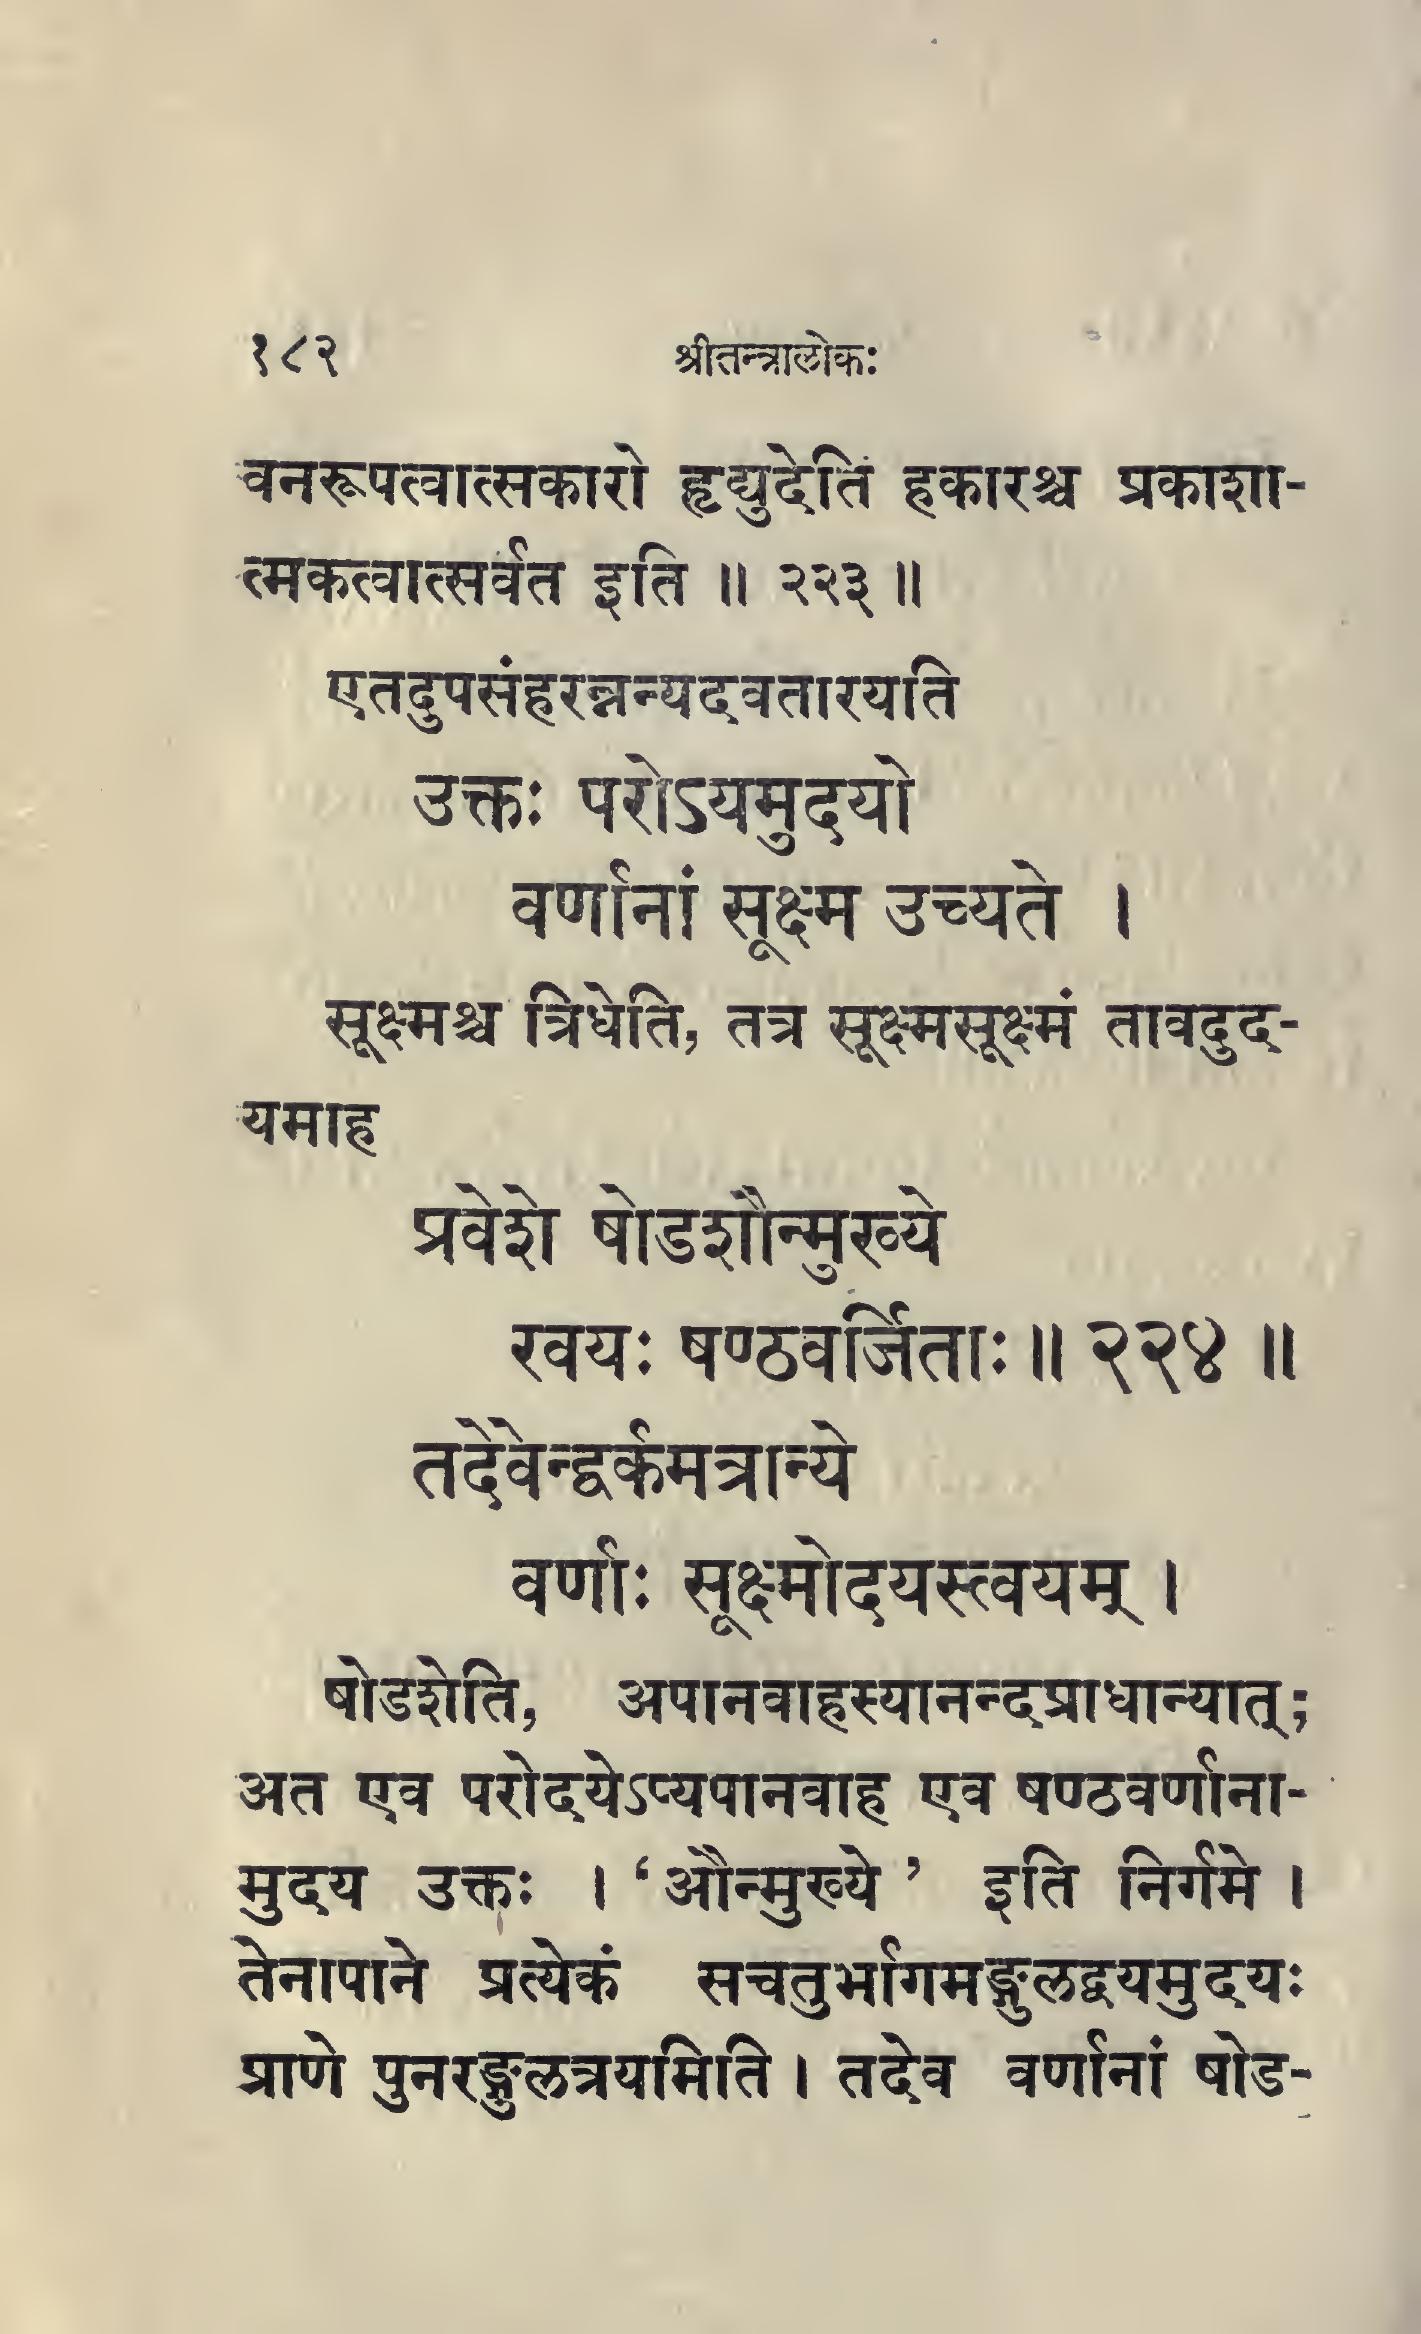 १८२ श्रीतन्त्रालोकः
वनरूपत्वात्सकारो हृद्युदेति हकारश्च प्रकाशा-
त्मकत्वात्सर्वत इति ॥ २२३ ॥
एतदुपसंहरन्नन्यदवतारयति
उक्तः परोऽयमुदयो
वर्णानां सूक्ष्म उच्यते ।
सूक्ष्मश्च त्रिधेति, तत्र सूक्ष्मसूक्ष्मं तावदुद-
यमाह
प्रवेशे षोडशौन्मुख्ये
रवयः षण्ठवर्जिताः ॥ २२४ ॥
तदेवेन्द्वर्कमत्रान्ये
वर्णाः सूक्ष्मोदयस्त्वयम् ।
षोडशेति, अपानवाहस्यानन्दप्राधान्यात्;
अत एव परोदयेऽप्यपानवाह एव षण्ठवर्णाना-
मुदय उक्तः । ‘औन्मुख्ये’ इति निर्गमे ।
तेनापाने प्रत्येकं सचतुर्भागमङ्गुलद्वयमुदयः
प्राणे पुनरङ्गुलत्रयमिति । तदेव वर्णानां षोड-